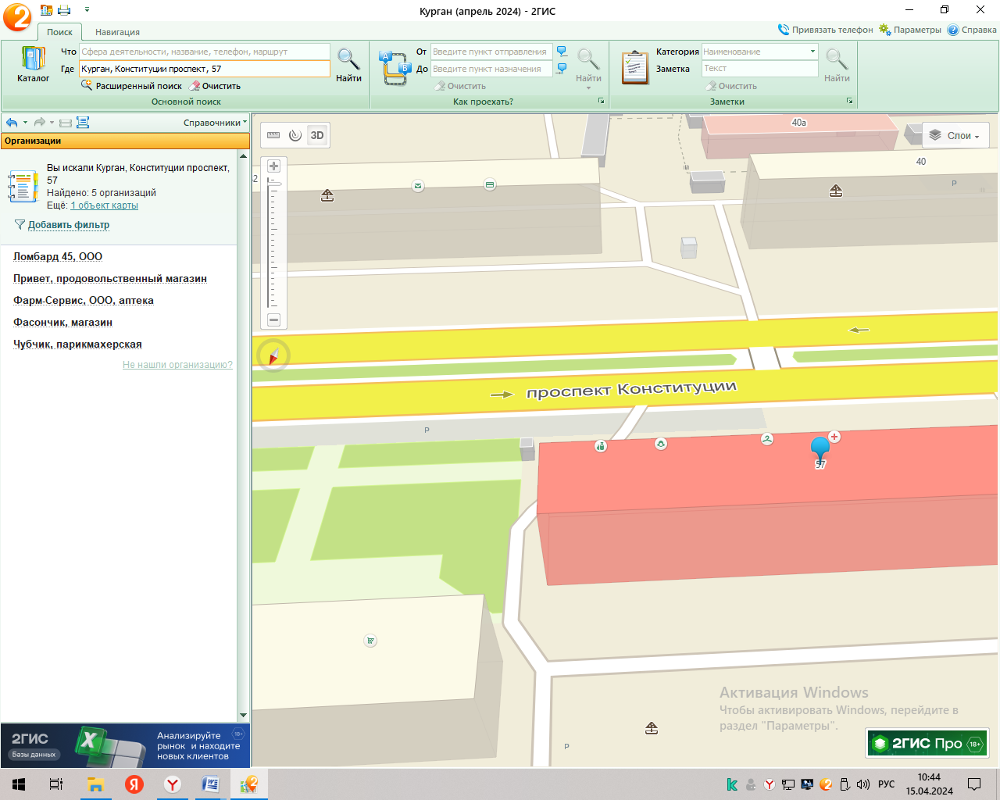 Курган (апрель 2024) - 2ГИС
Поиск
Навигация
Привязать телефон
Параметры
Справка
Каталог
Что
Сфера деятельности, название, телефон, маршрут
Где
Курган, Конституции проспект, 57
Расширенный поиск
Очистить
Найти
Основной поиск
От
Введите пункт отправления
До
Введите пункт назначения
Очистить
Найти
Как проехать?
Категория
Наименование
Заметка
Текст
Очистить
Найти
Заметки
Справочники
Организации
Вы искали Курган, Конституции проспект,
57
Найдено: 5 организаций
Ещё: 1 объект карты
Добавить фильтр
Ломбард 45, ООО
Привет, продовольственный магазин
Фарм-Сервис, ООО, аптека
Фасончик, магазин
Чубчик, парикмахерская
Не нашли организацию?
2ГИС
Базы данных
Анализируйте
рынок и находите
новых клиентов
18+
3D
Слои
40а
40
2
P
проспект Конституции
P
57
P
Активация Windows
Чтобы активировать Windows, перейдите в
раздел "Параметры".
2ГИС Про
18+
РУС
10:44
15.04.2024